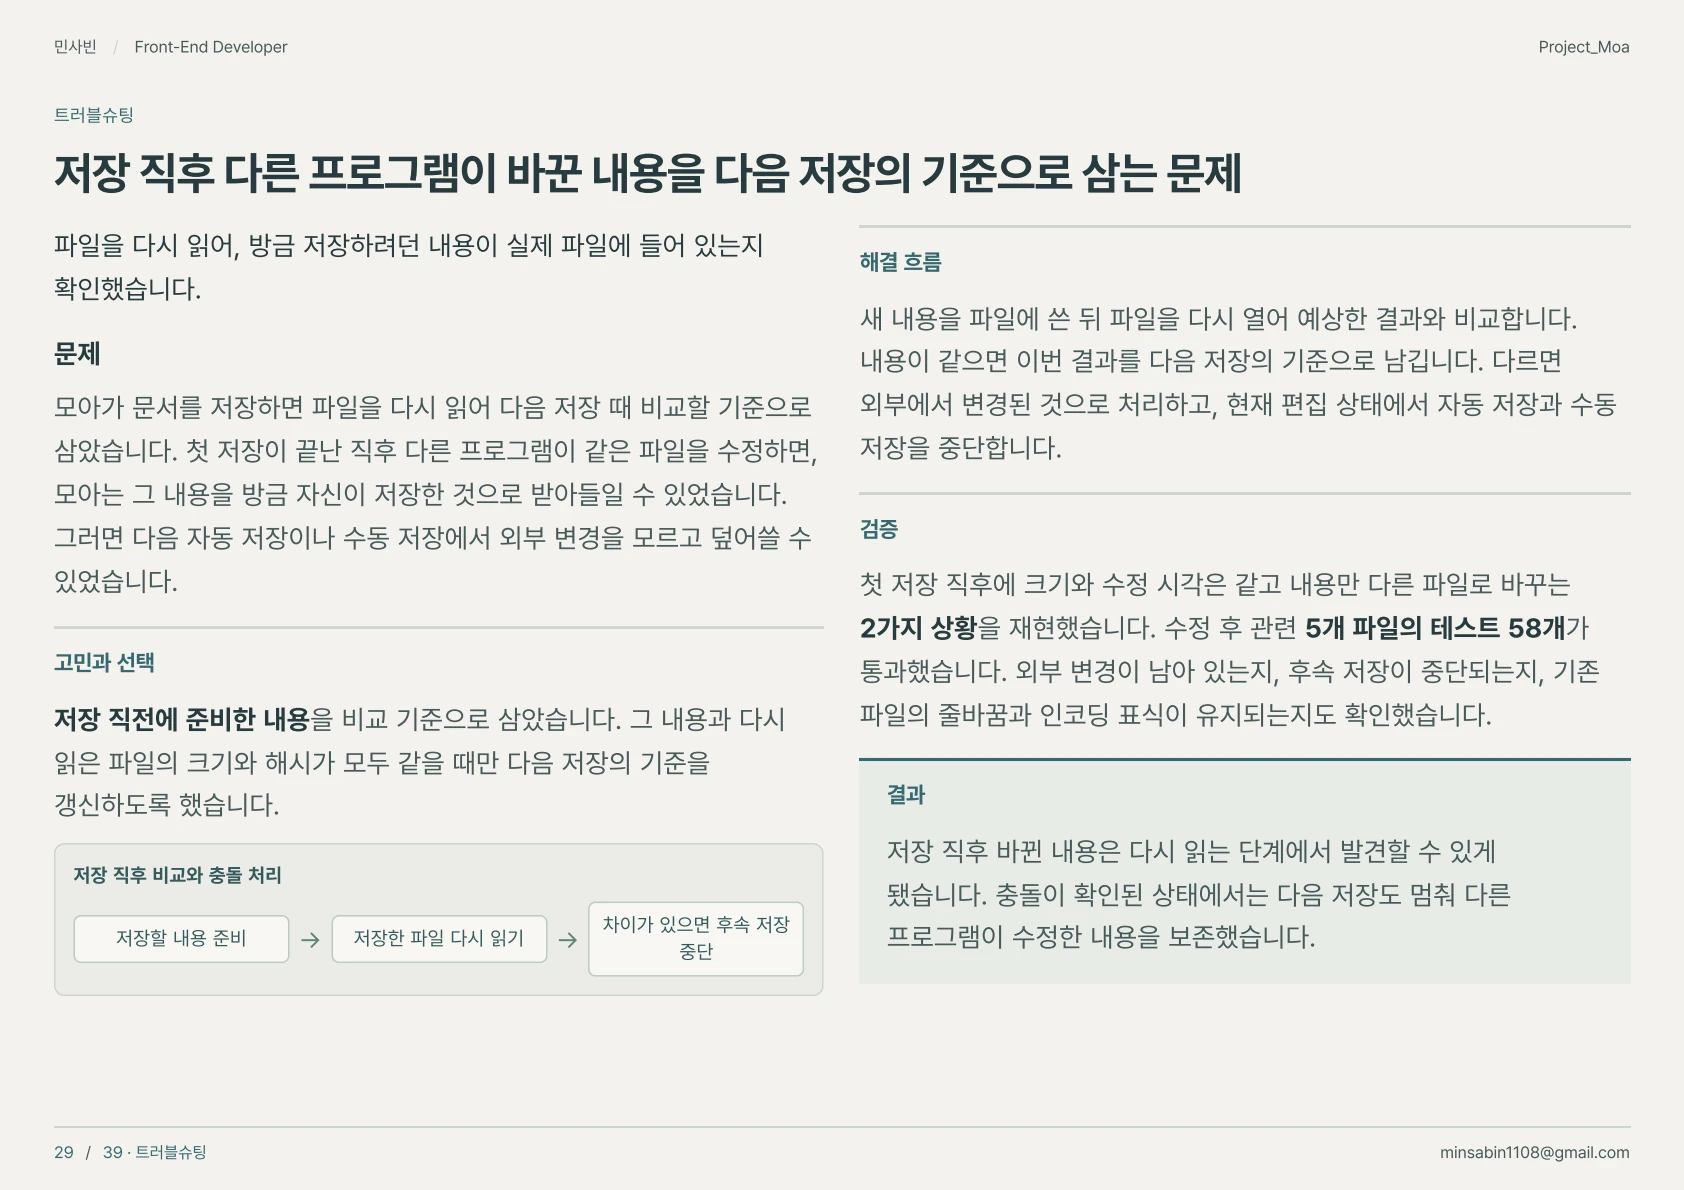 민사빈 / Front-End Developer
Project_Moa
트러블슈팅
저장 직후 다른 프로그램이 바꾼 내용을 다음 저장의 기준으로 삼는 문제
파일을 다시 읽어, 방금 저장하려던 내용이 실제 파일에 들어 있는지
확인했습니다.
문제
모아가 문서를 저장하면 파일을 다시 읽어 다음 저장 때 비교할 기준으로
삼았습니다. 첫 저장이 끝난 직후 다른 프로그램이 같은 파일을 수정하면,
모아는 그 내용을 방금 자신이 저장한 것으로 받아들일 수 있었습니다.
그러면 다음 자동 저장이나 수동 저장에서 외부 변경을 모르고 덮어쓸 수
있었습니다.
고민과 선택
저장 직전에 준비한 내용을 비교 기준으로 삼았습니다. 그 내용과 다시
읽은 파일의 크기와 해시가 모두 같을 때만 다음 저장의 기준을
갱신하도록 했습니다.
저장 직후 비교와 충돌 처리
저장할 내용 준비
→
저장한 파일 다시 읽기
→
차이가 있으면 후속 저장
중단
해결 흐름
새 내용을 파일에 쓴 뒤 파일을 다시 열어 예상한 결과와 비교합니다.
내용이 같으면 이번 결과를 다음 저장의 기준으로 남깁니다. 다르면
외부에서 변경된 것으로 처리하고, 현재 편집 상태에서 자동 저장과 수동
저장을 중단합니다.
검증
첫 저장 직후에 크기와 수정 시각은 같고 내용만 다른 파일로 바꾸는
2가지 상황을 재현했습니다. 수정 후 관련 5개 파일의 테스트 58개가
통과했습니다. 외부 변경이 남아 있는지, 후속 저장이 중단되는지, 기존
파일의 줄바꿈과 인코딩 표식이 유지되는지도 확인했습니다.
결과
저장 직후 바뀐 내용은 다시 읽는 단계에서 발견할 수 있게
됐습니다. 충돌이 확인된 상태에서는 다음 저장도 멈춰 다른
프로그램이 수정한 내용을 보존했습니다.
29 / 39 · 트러블슈팅
minsabin1108@gmail.com